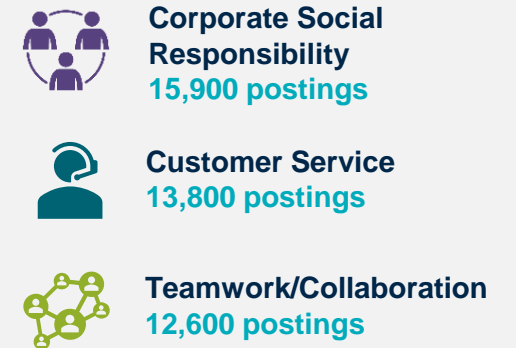 Corporate Social
Responsibility
15,900 postings
Customer Service
13,800 postings
Teamwork/Collaboration
12,600 postings